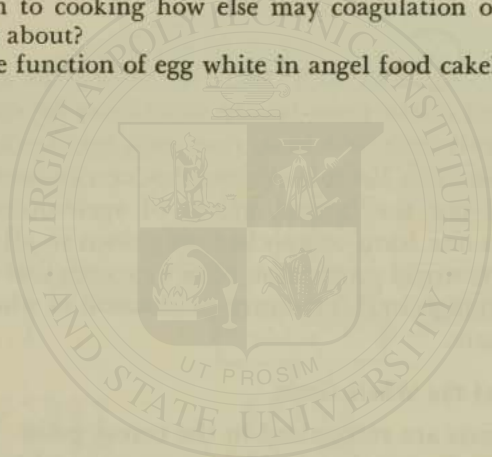 to cooking how else may coagulation o
about?
e function of egg white in angel food cake
VIRGINIA POLYTECHNIC INSTITUTE
AND STATE UNIVERSITY
UT PROSIM